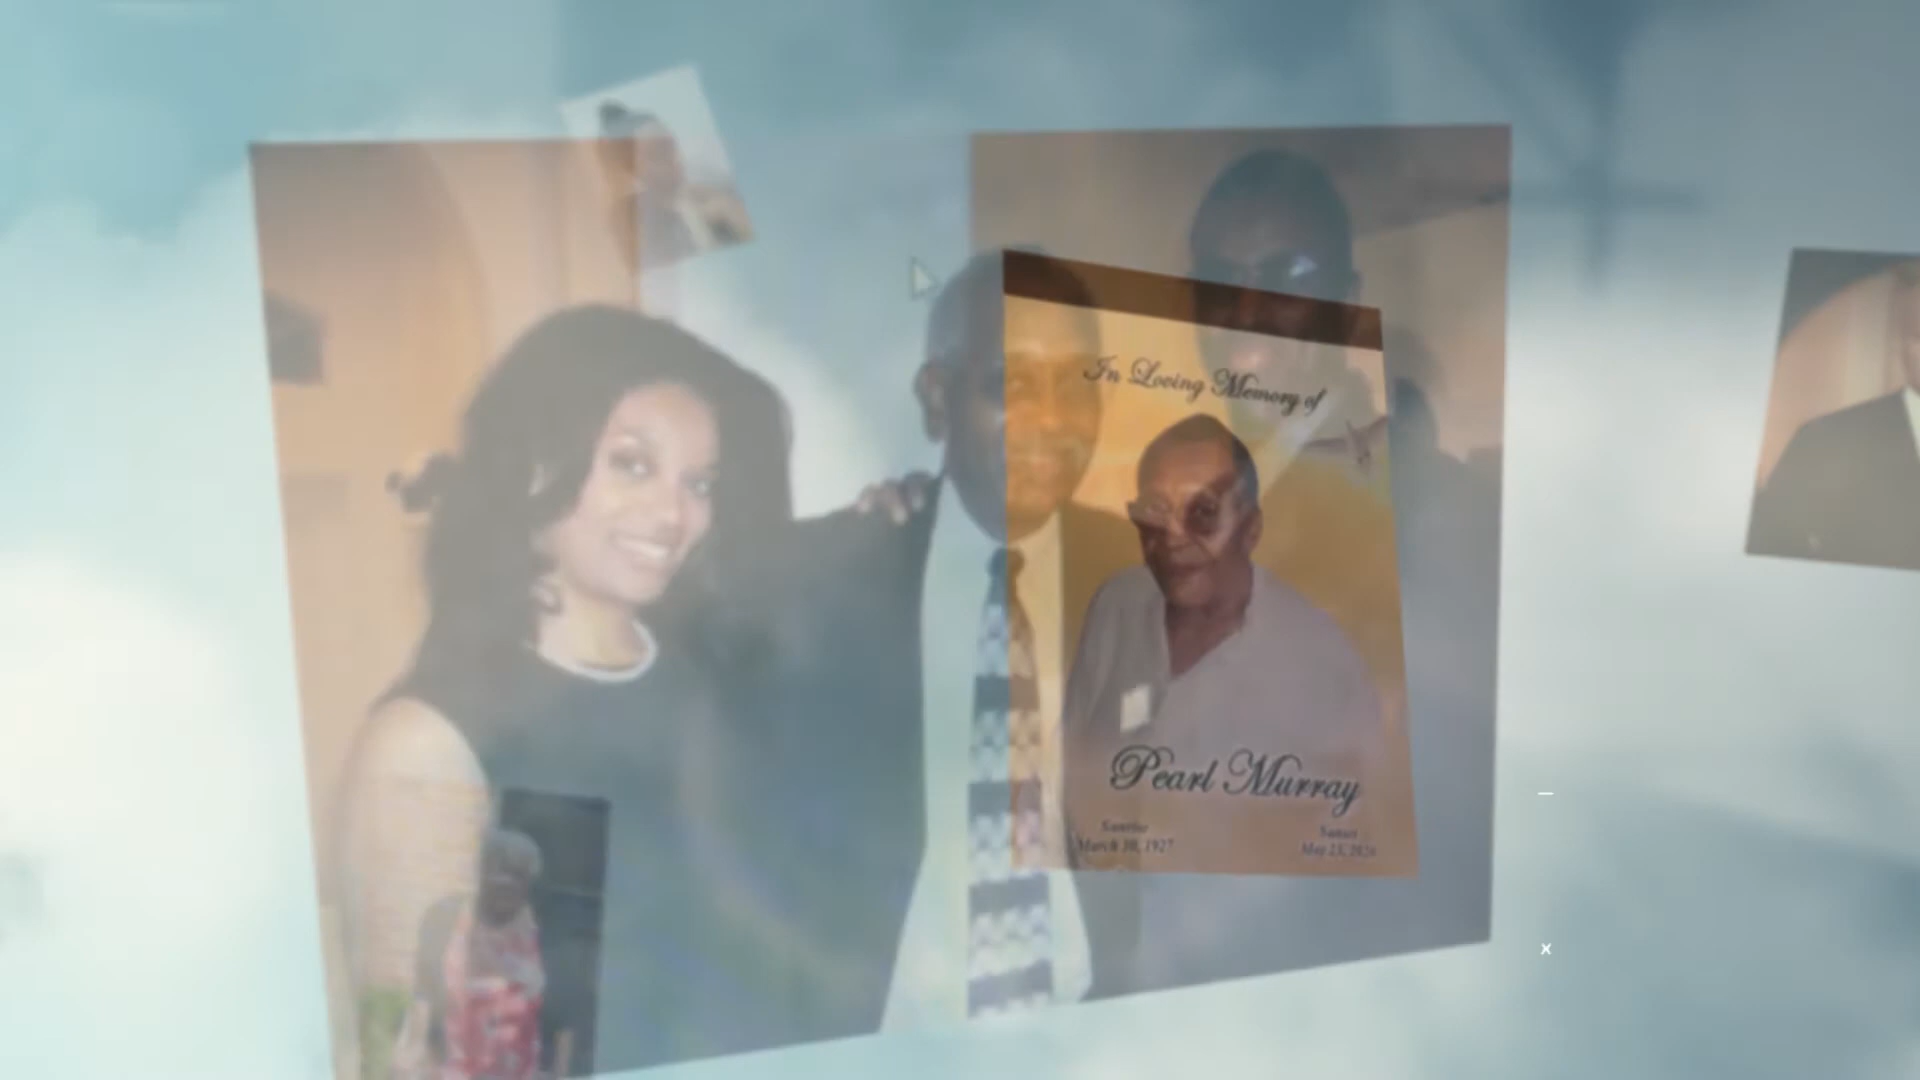 In Loving Memory of
Pearl Murray
Sunrise
Sunset
March 30, 1927